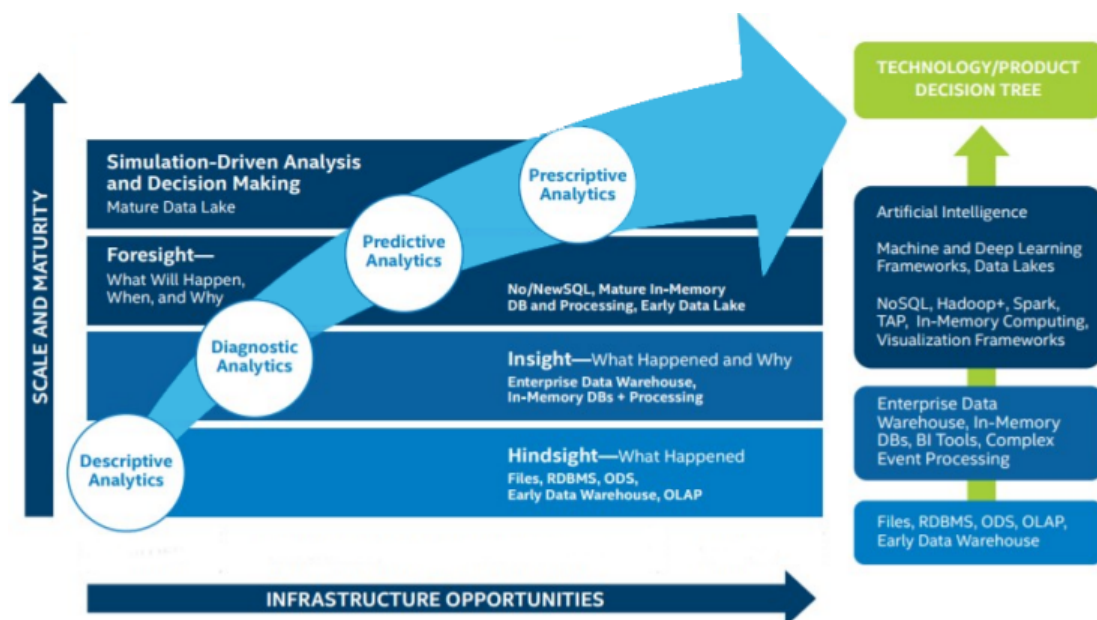 SCALE AND MATURITY
Simulation-Driven Analysis
and Decision Making
Mature Data Lake
Prescriptive
Analytics
Foresight—
What Will Happen,
When, and Why
Predictive
Analytics
No/NewSQL, Mature In-Memory
DB and Processing, Early Data Lake
Diagnostic
Analytics
Insight—What Happened and Why
Enterprise Data Warehouse,
In-Memory DBs + Processing
Descriptive
Analytics
Hindsight—What Happened
Files, RDBMS, ODS,
Early Data Warehouse, OLAP
INFRASTRUCTURE OPPORTUNITIES
TECHNOLOGY/PRODUCT
DECISION TREE
Artificial Intelligence
Machine and Deep Learning
Frameworks, Data Lakes
NoSQL, Hadoop+, Spark,
TAP, In-Memory Computing,
Visualization Frameworks
Enterprise Data
Warehouse, In-Memory
DBs, BI Tools, Complex
Event Processing
Files, RDBMS, ODS, OLAP,
Early Data Warehouse